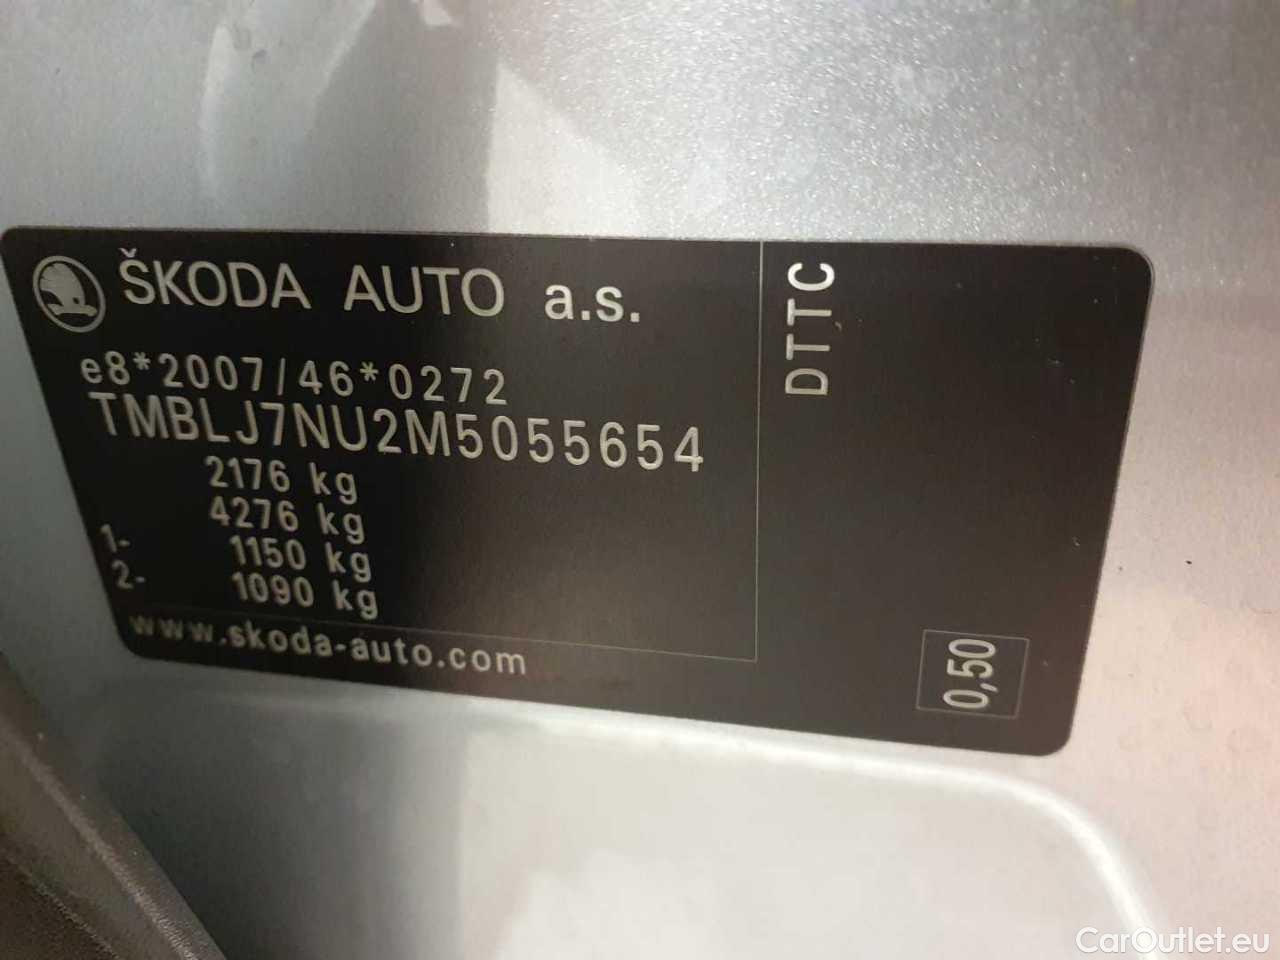 ŠKODA AUTO a.s.
e8*2007/46*0272
TMBLJ7NU2M5055654
2176 kg
4276 kg
1- 1150 kg
2- 1090 kg
www.skoda-auto.com
DTTC
0,50
CarOutlet.eu